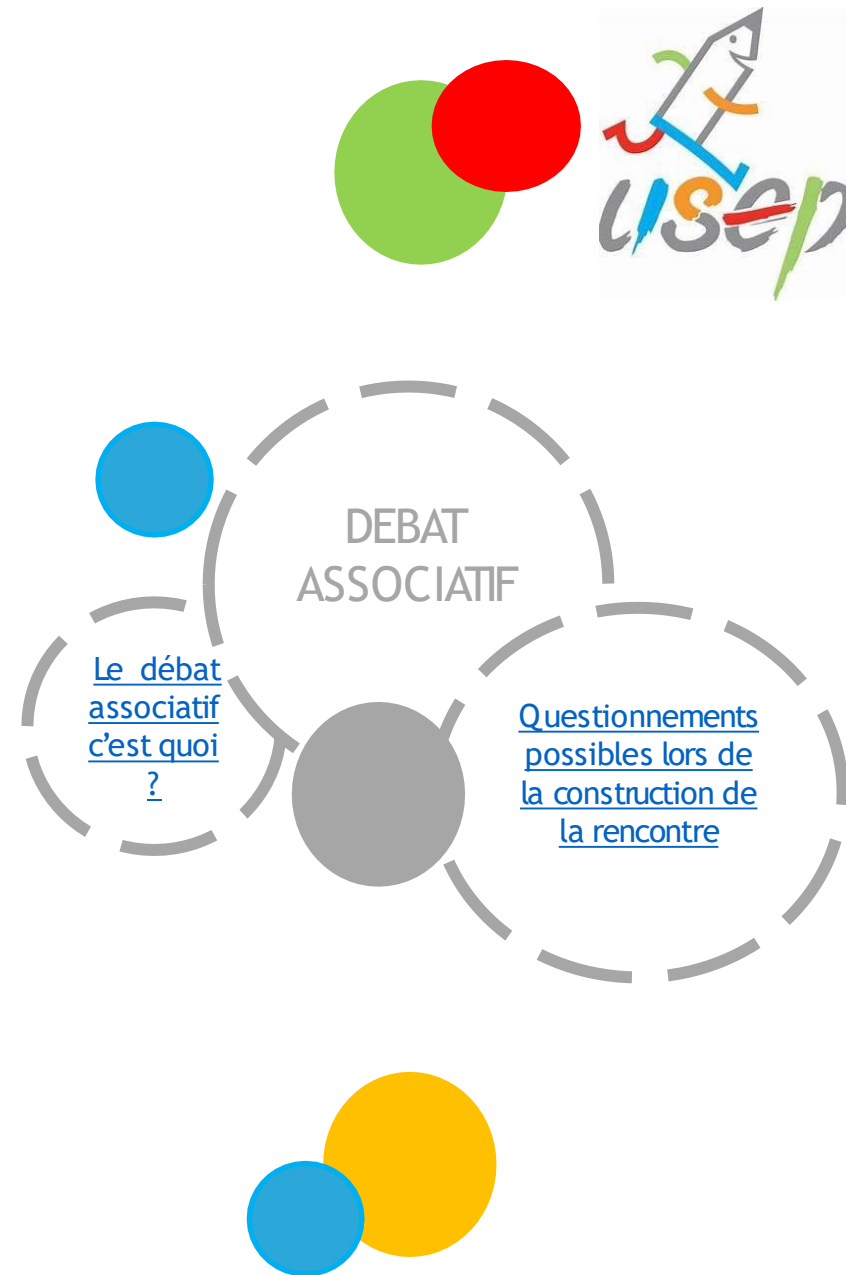 usep
DEBAT
ASSOCIATIF
Le débat
associatif
c’est quoi
?
Questionnements
possibles lors de
la construction de
la rencontre